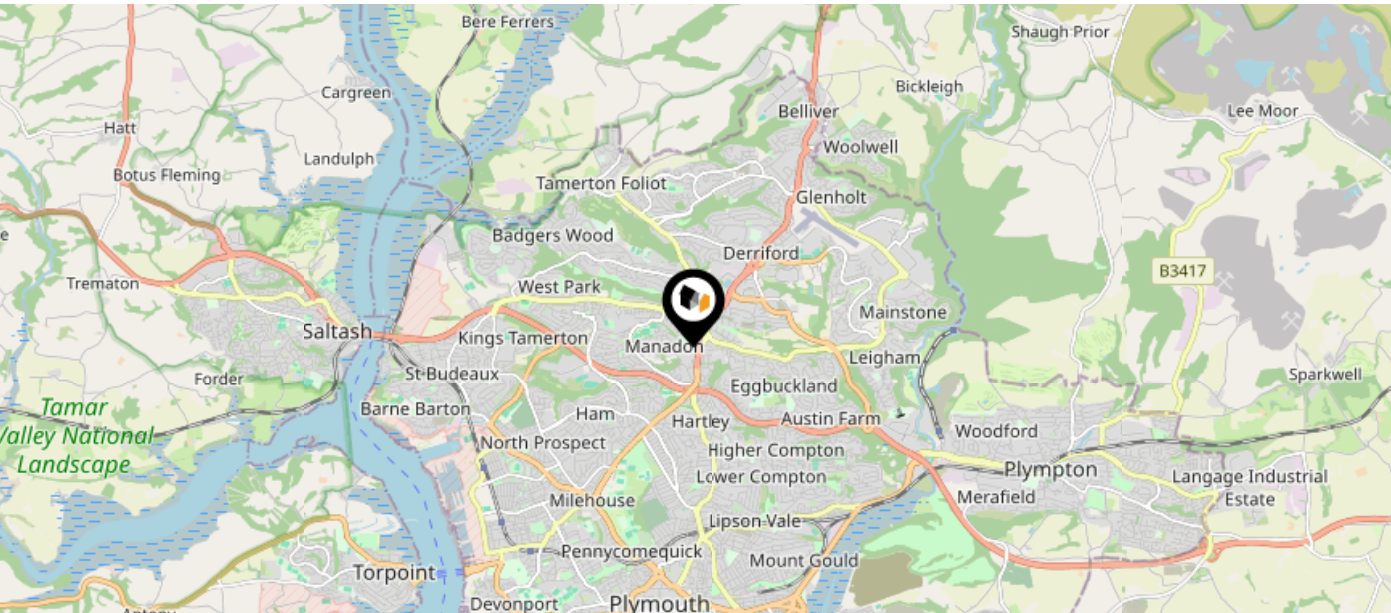 Bere Ferrers
Shaugh Prior
Cargreen
Bickleigh
Belliver
Lee Moor
Hatt
Woolwell
Landulph
Botus Fleming
Tamerton Foliot
Glenholt
Badgers Wood
Derriford
B3417
Trematon
West Park
Mainstone
Saltash
Kings Tamerton
Manadon
Leigham
Forder
St Budeaux
Eggbuckland
Sparkwell
Tamar
Valley National
Landscape
Barne Barton
Ham
Hartley
Austin Farm
Woodford
North Prospect
Higher Compton
Plympton
Lower Compton
Langage Industrial
Estate
Merafield
Milehouse
Lipson Vale
Pennycomequick
Mount Gould
Torpoint
Devonport
Plymouth